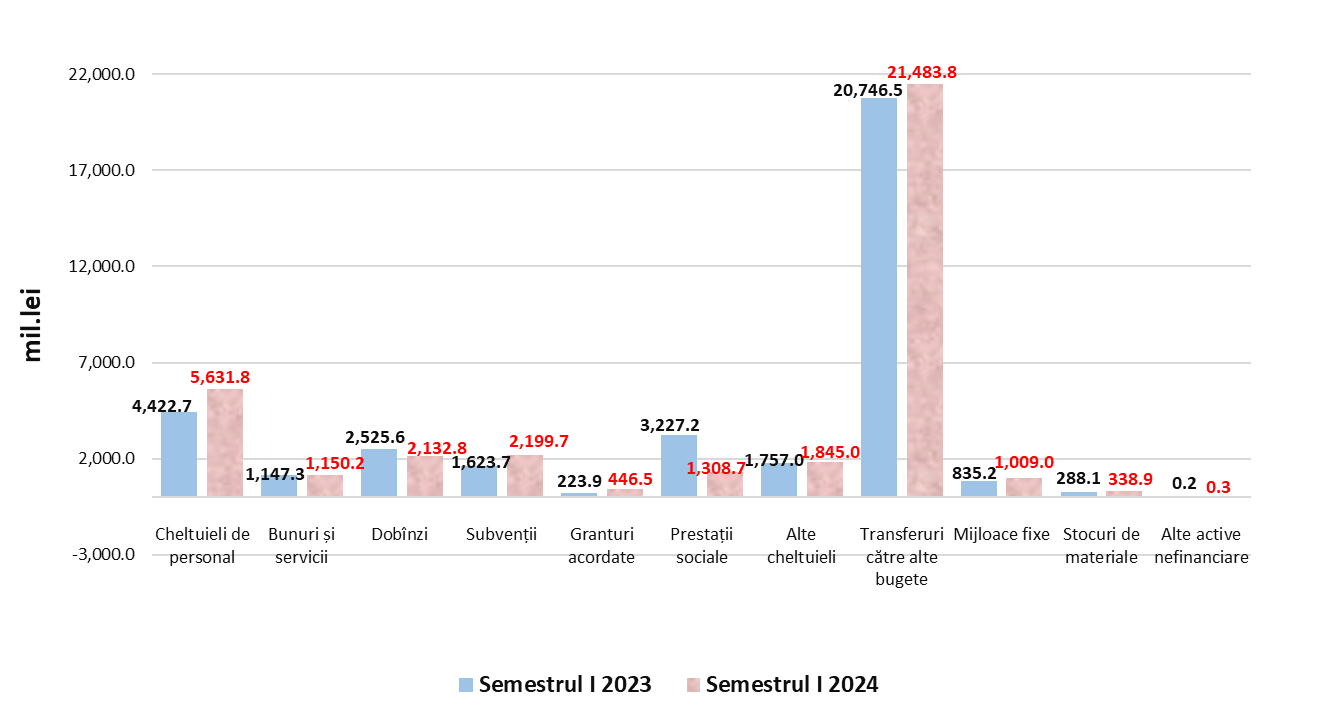 22,000.0
17,000.0
12,000.0
7,000.0
2,000.0
-3,000.0
mil.lei
4,422.7
5,631.8
1,147.3
1,150.2
2,525.6
2,132.8
1,623.7
2,199.7
223.9
446.5
3,227.2
1,308.7
1,757.0
1,845.0
20,746.5
21,483.8
835.2
1,009.0
288.1
338.9
0.2
0.3
Cheltuieli de
personal
Bunuri și
servicii
Dobînzi
Subvenții
Granturi
acordate
Prestații
sociale
Alte
cheltuieli
Transferuri
către alte
bugete
Mijloace fixe
Stocuri de
materiale
Alte active
nefinanciare
Semestrul I 2023
Semestrul I 2024